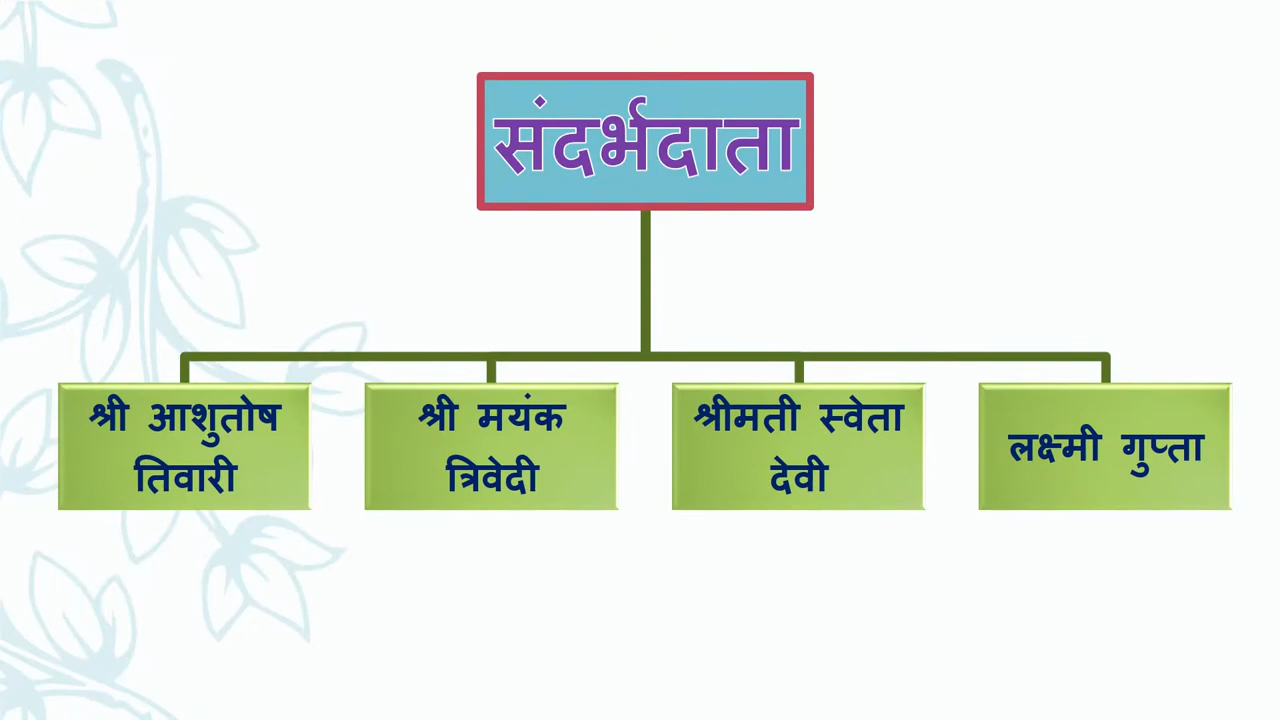 संदर्भदाता
श्री आशुतोष
तिवारी
श्री मयंक
त्रिवेदी
श्रीमती स्वेता
देवी
लक्ष्मी गुप्ता